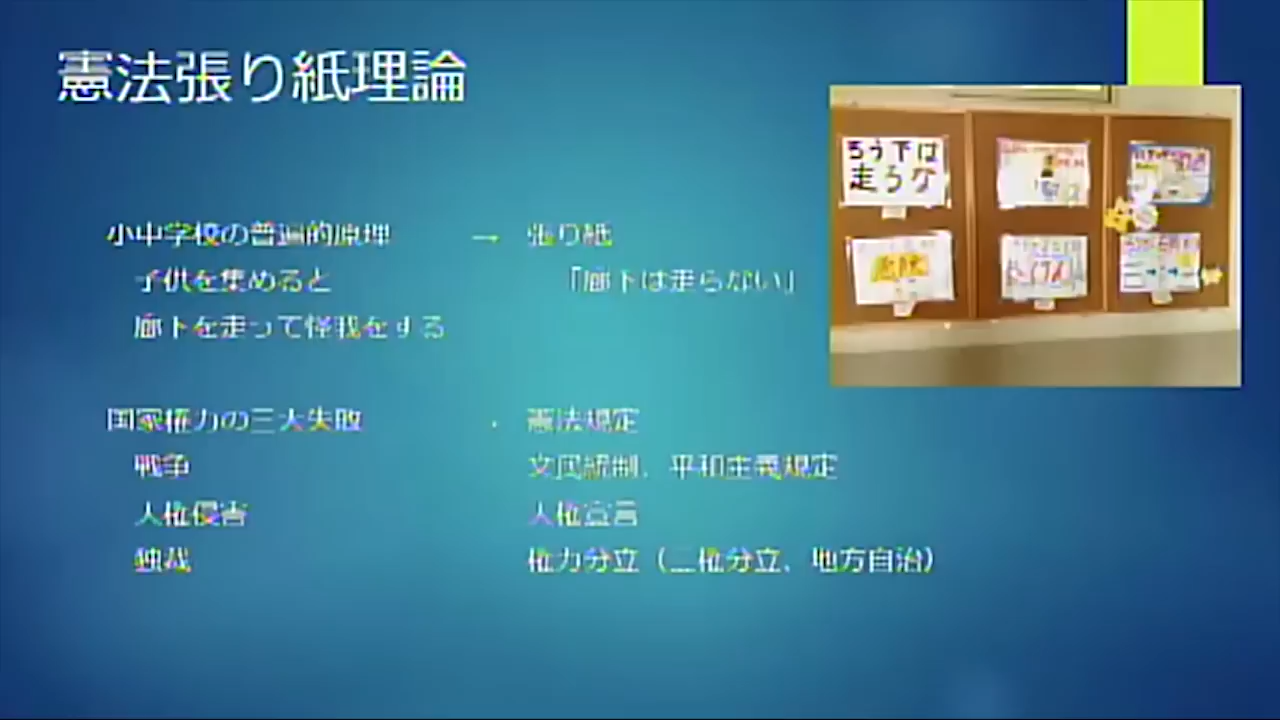 憲法張り紙理論
小中学校の普遍的原理 → 張り紙
子供を集めると 「廊下は走らない」
廊下を走って怪我をする
国家権力の三大失敗 憲法規定
戦争 文民統制、平和主義規定
人権侵害 人権宣言
独裁 権力分立(三権分立、地方自治)
ろう下は
走るな